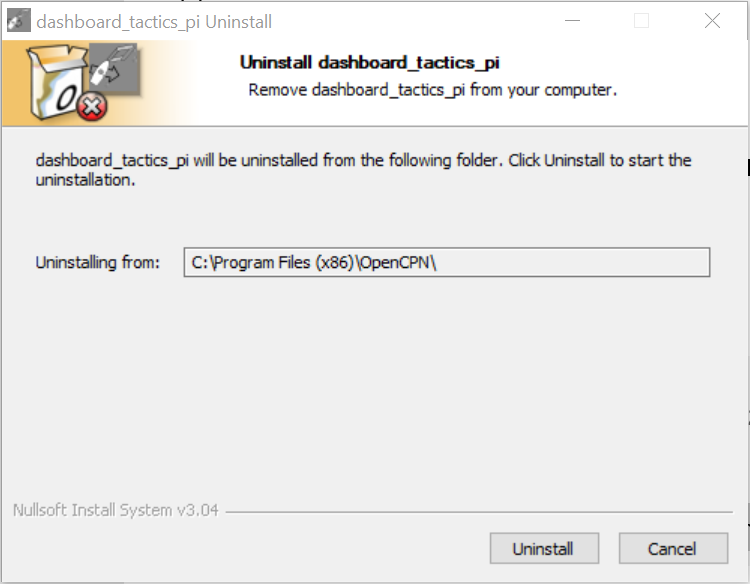 dashboard_tactics_pi Uninstall
Uninstall dashboard_tactics_pi
Remove dashboard_tactics_pi from your computer.
dashboard_tactics_pi will be uninstalled from the following folder. Click Uninstall to start the
uninstallation.
Uninstalling from: C:\Program Files (x86)\OpenCPN\
Nullsoft Install System v3.04
Uninstall Cancel